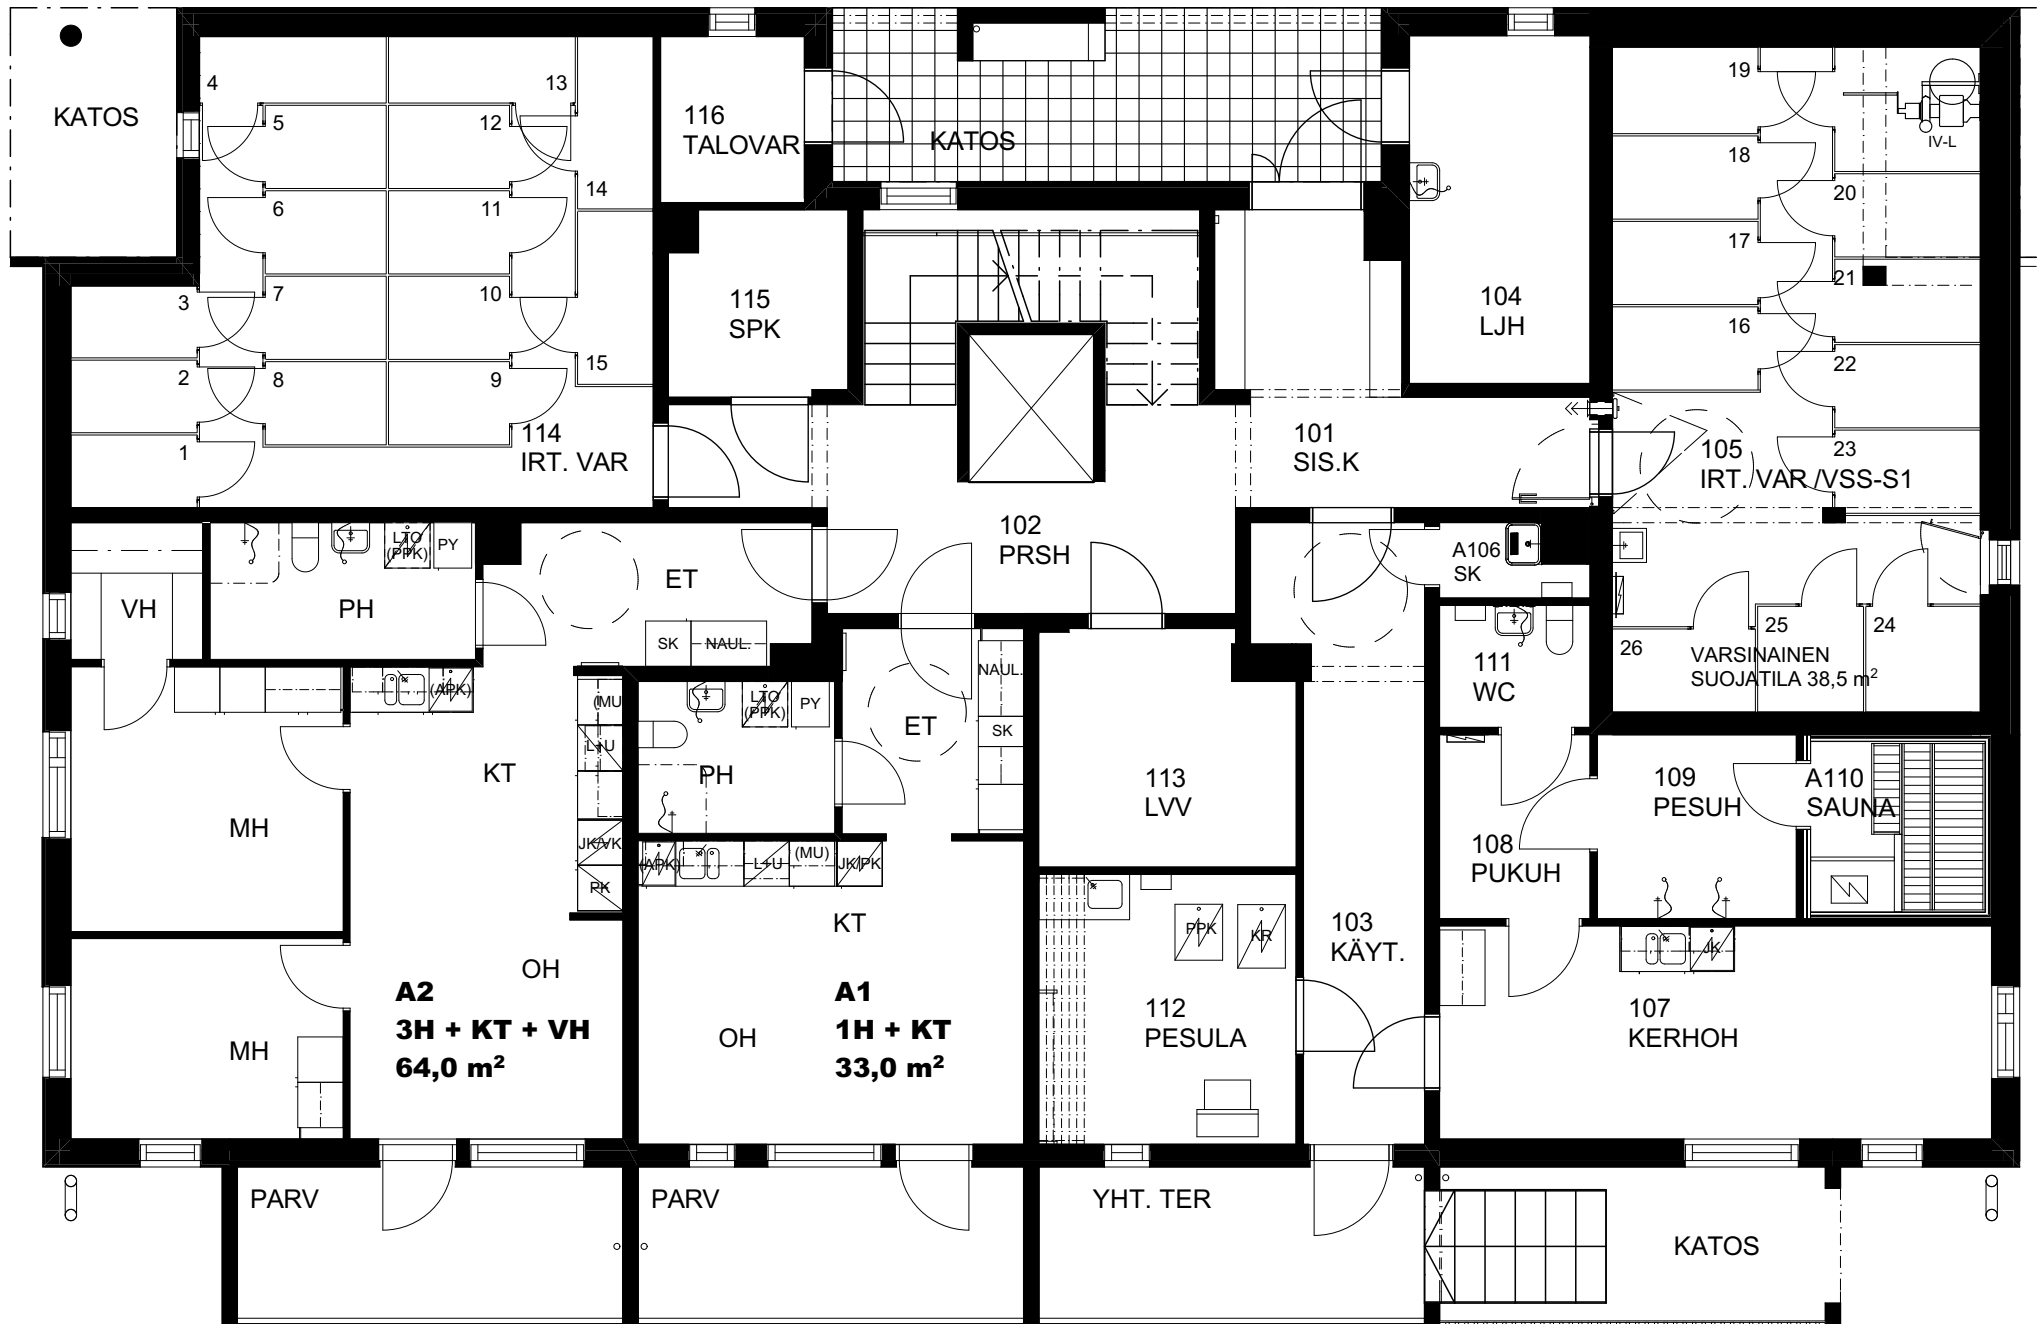 KATOS
4
5
6
3
7
2
8
1
13
12
14
11
10
15
9
114
IRT. VAR
116
TALOVAR
KATOS
115
SPK
104
LJH
101
SIS.K
102
PRSH
19
18
17
16
IV-L
20
21
22
23
105
IRT. VAR /VSS-S1
26
25
24
VARSINAINEN
SUOJATILA 38,5 m²
VH
PH
LTO
(PPK)
PY
ET
SK
NAUL.
A106
SK
111
WC
(APK)
(MU)
L+U
JK/VK
PK
KT
MH
MH
OH
A2
3H + KT + VH
64,0 m²
PH
LTO
(PPK)
PY
ET
NAUL.
SK
(APK)
L+U
(MU)
JK/PK
KT
OH
A1
1H + KT
33,0 m²
113
LVV
PPK
KR
112
PESULA
103
KÄYT.
108
PUKUH
109
PESUH
A110
SAUNA
JK
107
KERHOH
PARV
PARV
YHT. TER
KATOS